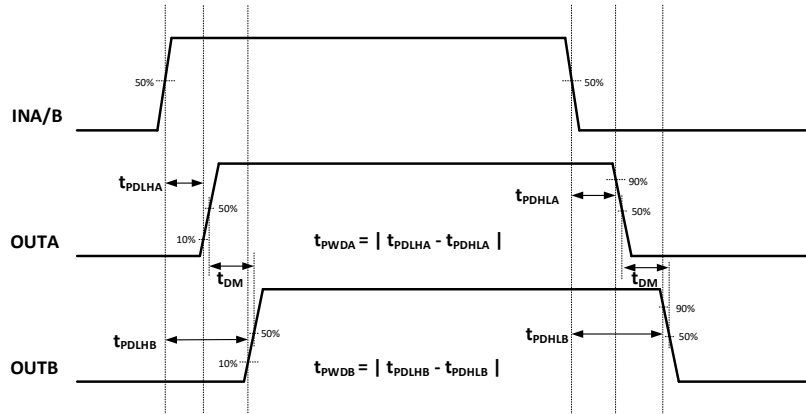 50%
50%
INA/B
tPDLHA
tPDHLA
90%
50%
50%
OUTA
10%
tPWDA = | tPDLHA - tPDHLA |
tDM
tDM
90%
tPDLHB
50%
tPDHLB
50%
OUTB
10%
tPWDB = | tPDLHB - tPDHLB |